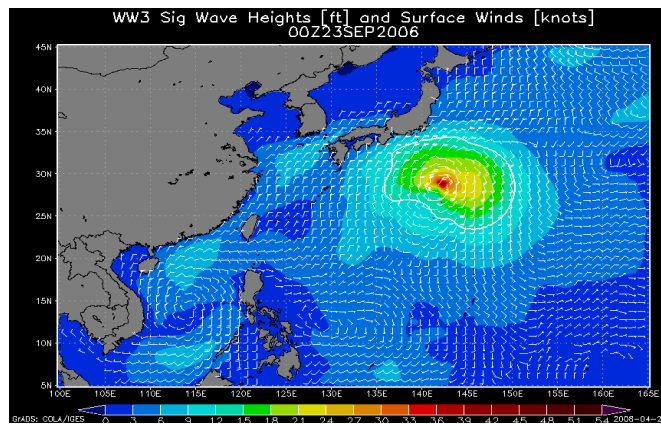 WW3 Sig Wave Heights [ft] and Surface Winds [knots]
00Z23SEP2006
45N
40N
35N
30N
25N
20N
15N
10N
5N
100E 105E 110E 115E 120E 125E 130E 135E 140E 145E 150E 155E 160E 165E
0 3 6 9 12 15 18 21 24 27 30 33 36 39 42 45 48 51 54
GrADS: COLA/IGES